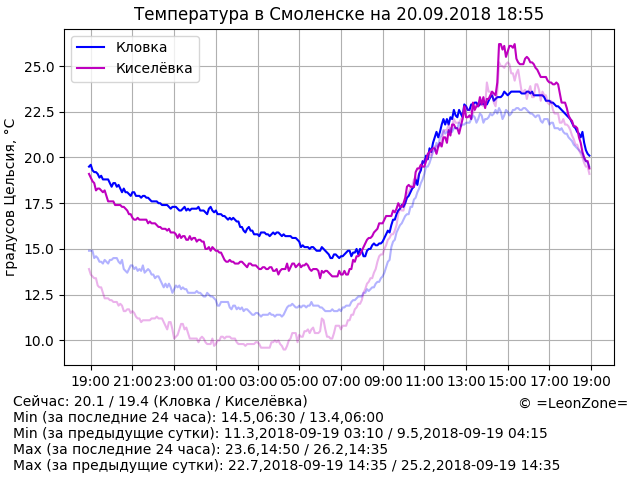 Температура в Смоленске на 20.09.2018 18:55
Кловка
Киселёвка
градусов Цельсия, °C
25.0
22.5
20.0
17.5
15.0
12.5
10.0
19:00 21:00 23:00 01:00 03:00 05:00 07:00 09:00 11:00 13:00 15:00 17:00 19:00
Сейчас: 20.1 / 19.4 (Кловка / Киселёвка)
© =LeonZone=
Min (за последние 24 часа): 14.5,06:30 / 13.4,06:00
Min (за предыдущие сутки): 11.3,2018-09-19 03:10 / 9.5,2018-09-19 04:15
Max (за последние 24 часа): 23.6,14:50 / 26.2,14:35
Max (за предыдущие сутки): 22.7,2018-09-19 14:35 / 25.2,2018-09-19 14:35